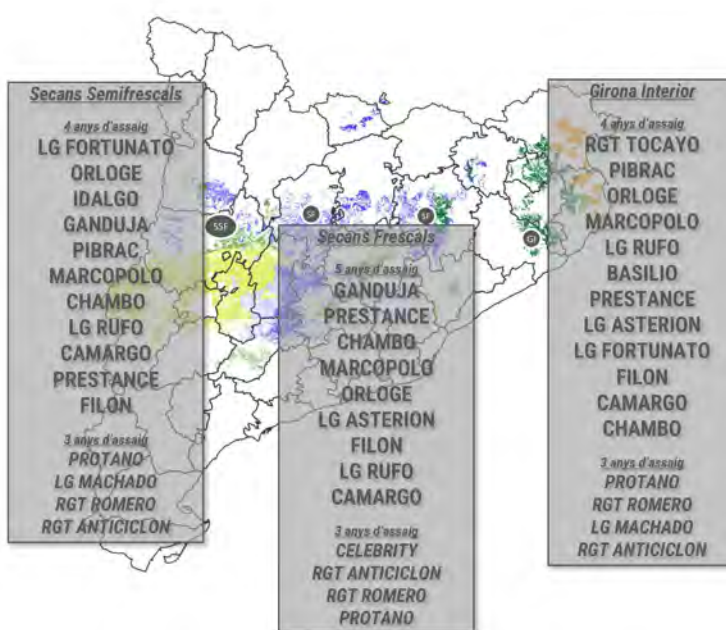 Secans Semifrescals
4 anys d'assaig
LG FORTUNATO
ORLOGE
IDALGO
GANDUJA
PIBRAC
MARCOPOLO
CHAMBO
LG RUFO
CAMARGO
PRESTANCE
FILON
3 anys d'assaig
PROTANO
LG MACHADO
RGT ROMERO
RGT ANTICICLON
SSF
SF
SF
GI
Secans Frescals
5 anys d'assaig
GANDUJA
PRESTANCE
CHAMBO
MARCOPOLO
ORLOGE
LG ASTERION
FILON
LG RUFO
CAMARGO
3 anys d'assaig
CELEBRITY
RGT ANTICICLON
RGT ROMERO
PROTANO
Girona Interior
4 anys d'assaig
RGT TOCAYO
PIBRAC
ORLOGE
MARCOPOLO
LG RUFO
BASILIO
PRESTANCE
LG ASTERION
LG FORTUNATO
FILON
CAMARGO
CHAMBO
3 anys d'assaig
PROTANO
RGT ROMERO
LG MACHADO
RGT ANTICICLON